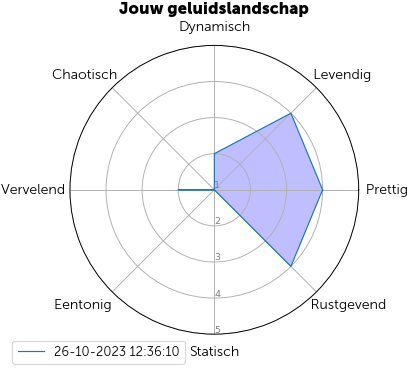 Jouw geluidslandschap
Dynamisch
Chaotisch
Levendig
Vervelend
Prettig
1
2
3
4
5
Eentonig
Rustgevend
26-10-2023 12:36:10
Statisch